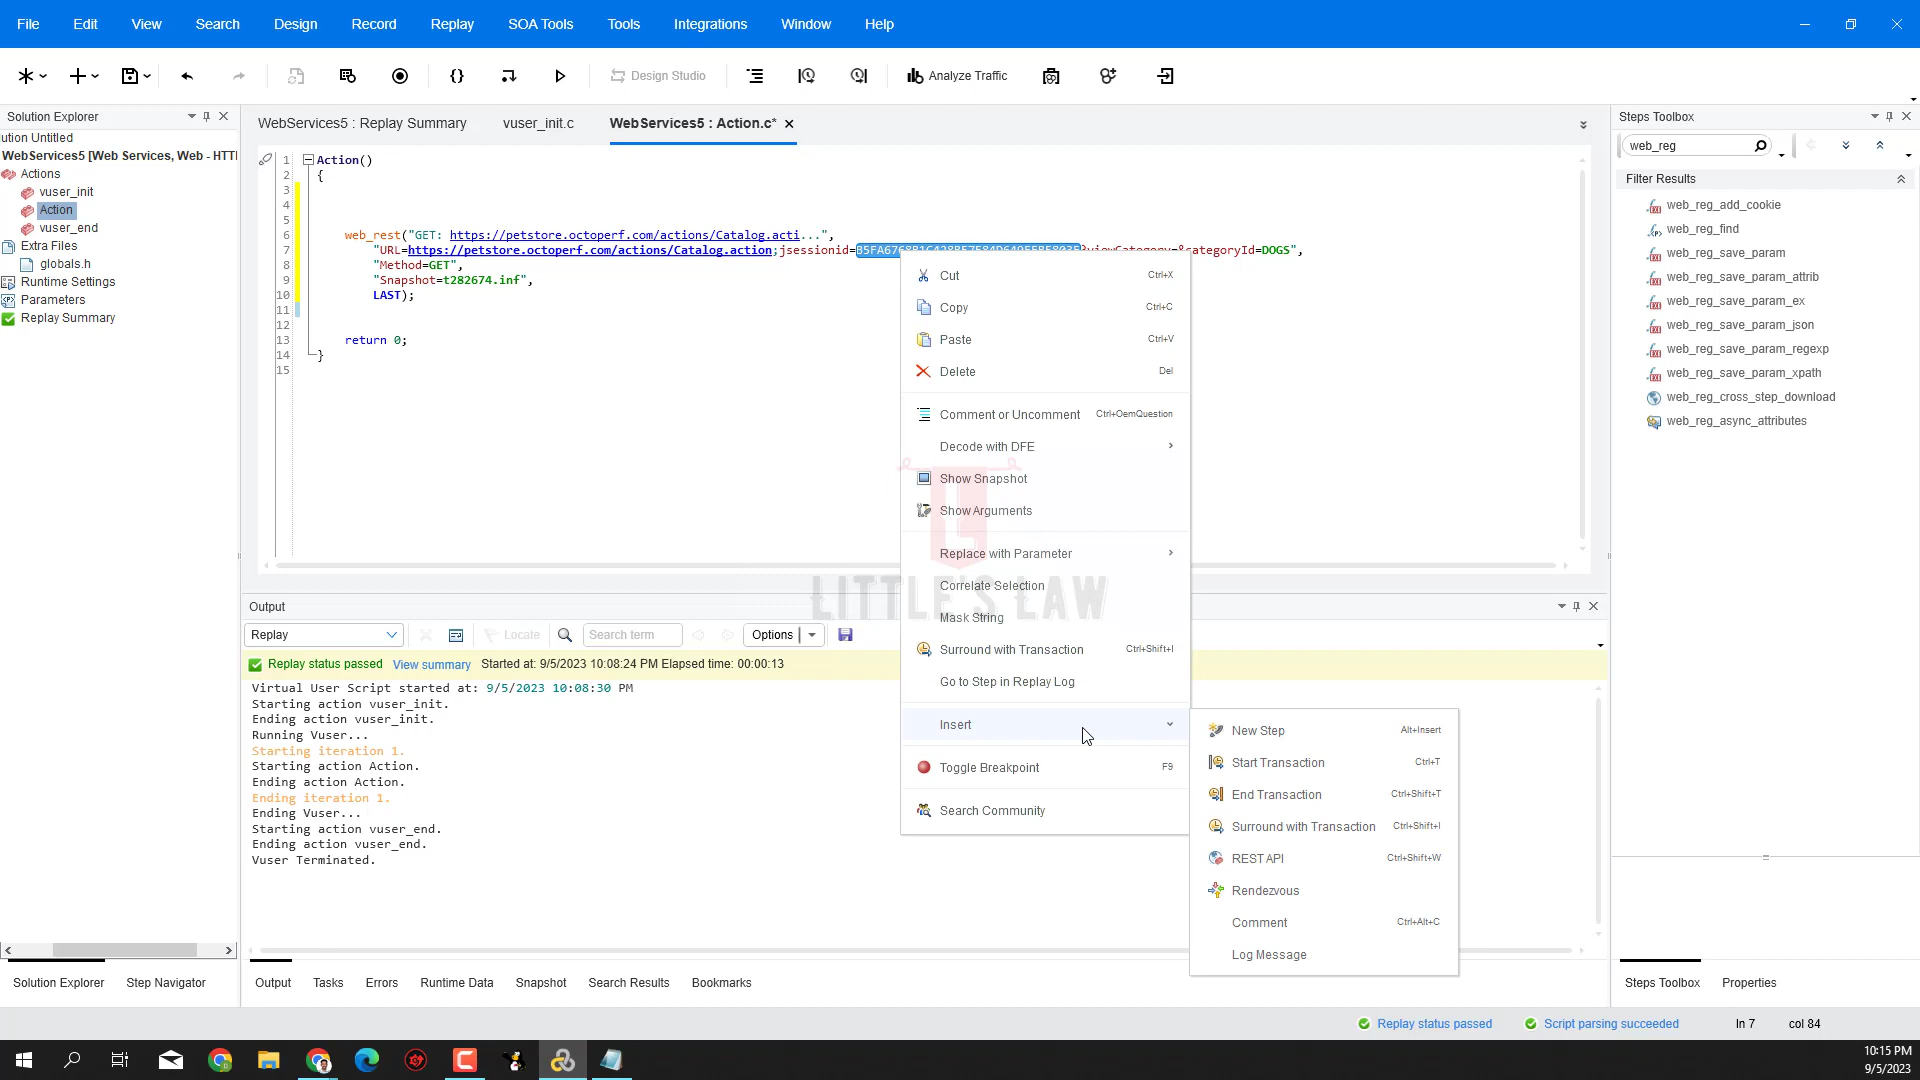 File Edit View Search Design Record Replay SOA Tools Tools Integrations Window Help
Design Studio Analyze Traffic
Solution Explorer
ution Untitled
WebServices5 [Web Services, Web - HTTI
Actions
vuser_init
Action
vuser_end
Extra Files
globals.h
Runtime Settings
Parameters
Replay Summary
WebServices5 : Replay Summary vuser_init.c WebServices5 : Action.c*
1 Action()
2 {
3
4
5
6 web_rest("GET: https://petstore.octoperf.com/actions/Catalog.acti...",
7 "URL=https://petstore.octoperf.com/actions/Catalog.action;jsessionid= ?viewCategory=&categoryId=DOGS",
8 "Method=GET",
9 "Snapshot=t282674.inf",
10 LAST);
11
12
13 return 0;
14 }
15
Cut Ctrl+X
Copy Ctrl+C
Paste Ctrl+V
Delete Del
Comment or Uncomment Ctrl+OemQuestion
Decode with DFE
Show Snapshot
Show Arguments
Replace with Parameter
Correlate Selection
Mask String
Surround with Transaction Ctrl+Shift+I
Go to Step in Replay Log
Insert
Toggle Breakpoint F9
Search Community
New Step Alt+Insert
Start Transaction Ctrl+T
End Transaction Ctrl+Shift+T
Surround with Transaction Ctrl+Shift+I
REST API Ctrl+Shift+W
Rendezvous
Comment Ctrl+Alt+C
Log Message
LITTLE'S LAW
Output
Replay Locate Search term Options
Replay status passed View summary Started at: 9/5/2023 10:08:24 PM Elapsed time: 00:00:13
Virtual User Script started at: 9/5/2023 10:08:30 PM
Starting action vuser_init.
Ending action vuser_init.
Running Vuser...
Starting iteration 1.
Starting action Action.
Ending action Action.
Ending iteration 1.
Ending Vuser...
Starting action vuser_end.
Ending action vuser_end.
Vuser Terminated.
Steps Toolbox
web_reg
Filter Results
web_reg_add_cookie
web_reg_find
web_reg_save_param
web_reg_save_param_attrib
web_reg_save_param_ex
web_reg_save_param_json
web_reg_save_param_regexp
web_reg_save_param_xpath
web_reg_cross_step_download
web_reg_async_attributes
Solution Explorer Step Navigator
Output Tasks Errors Runtime Data Snapshot Search Results Bookmarks
Steps Toolbox Properties
Replay status passed Script parsing succeeded ln 7 col 84
10:15 PM
9/5/2023